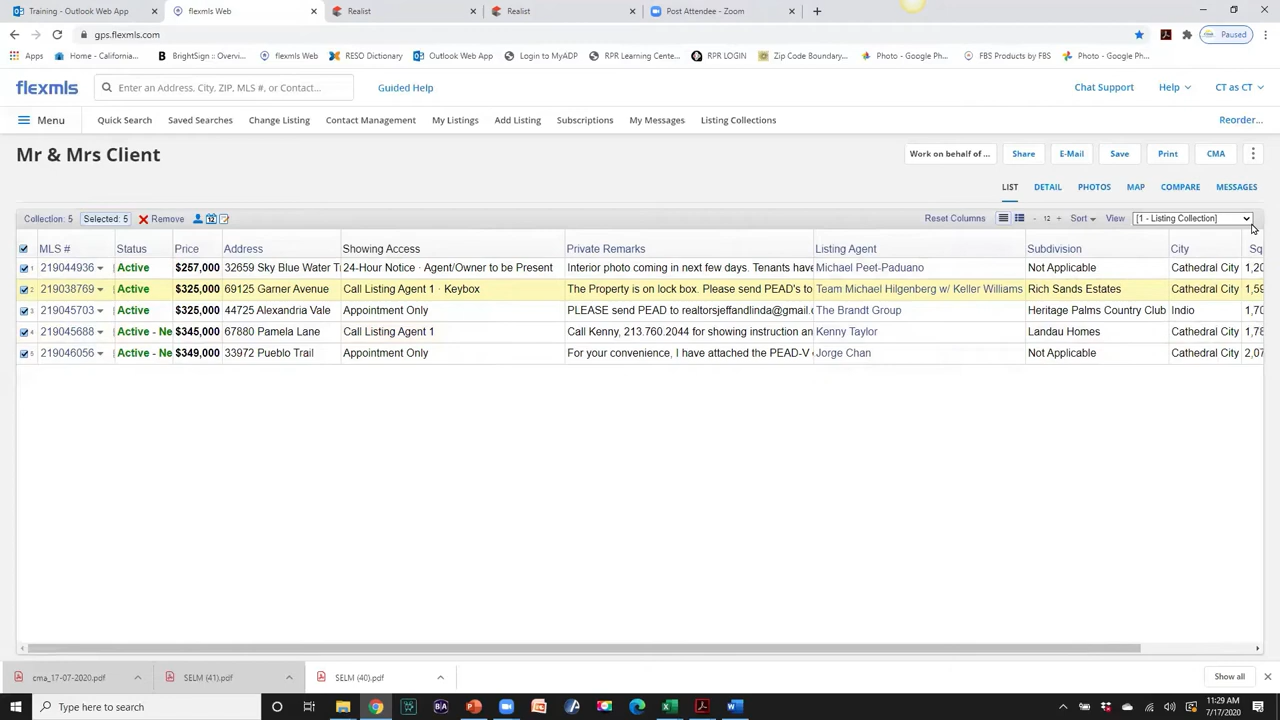 Training - Outlook Web App
flexmls Web
Realist
Realist
Post Attendee - Zoom
gps.flexmls.com
Paused
Apps
Home - California...
BrightSign :: Overvi...
flexmls Web
RESO Dictionary
Outlook Web App
Login to MyADP
RPR Learning Cente...
RPR LOGIN
Zip Code Boundary...
Photo - Google Ph...
FBS Products by FBS
Photo - Google Ph...
flexmls
Enter an Address, City, ZIP, MLS #, or Contact...
Guided Help
Chat Support
Help
CT as CT
Menu
Quick Search
Saved Searches
Change Listing
Contact Management
My Listings
Add Listing
Subscriptions
My Messages
Listing Collections
Reorder...
Mr & Mrs Client
Work on behalf of ...
Share
E-Mail
Save
Print
CMA
LIST
DETAIL
PHOTOS
MAP
COMPARE
MESSAGES
Collection: 5
Selected: 5
Remove
Reset Columns
- 12 +
Sort
View
[1 - Listing Collection]
MLS # Status Price Address Showing Access Private Remarks Listing Agent Subdivision City Sq
1 219044936 Active $257,000 32659 Sky Blue Water T 24-Hour Notice · Agent/Owner to be Present Interior photo coming in next few days. Tenants have Michael Peet-Paduano Not Applicable Cathedral City 1,20
2 219038769 Active $325,000 69125 Garner Avenue Call Listing Agent 1 · Keybox The Property is on lock box. Please send PEAD's to Team Michael Hilgenberg w/ Keller Williams Rich Sands Estates Cathedral City 1,59
3 219045703 Active $325,000 44725 Alexandria Vale Appointment Only PLEASE send PEAD to realtorsjeffandlinda@gmail. The Brandt Group Heritage Palms Country Club Indio 1,70
4 219045688 Active - Ne $345,000 67880 Pamela Lane Call Listing Agent 1 Call Kenny, 213.760.2044 for showing instruction an Kenny Taylor Landau Homes Cathedral City 1,78
5 219046056 Active - Ne $349,000 33972 Pueblo Trail Appointment Only For your convenience, I have attached the PEAD-V Jorge Chan Not Applicable Cathedral City 2,07
cma_17-07-2020.pdf
SELM (41).pdf
SELM (40).pdf
Show all
Type here to search
11:29 AM
7/17/2020